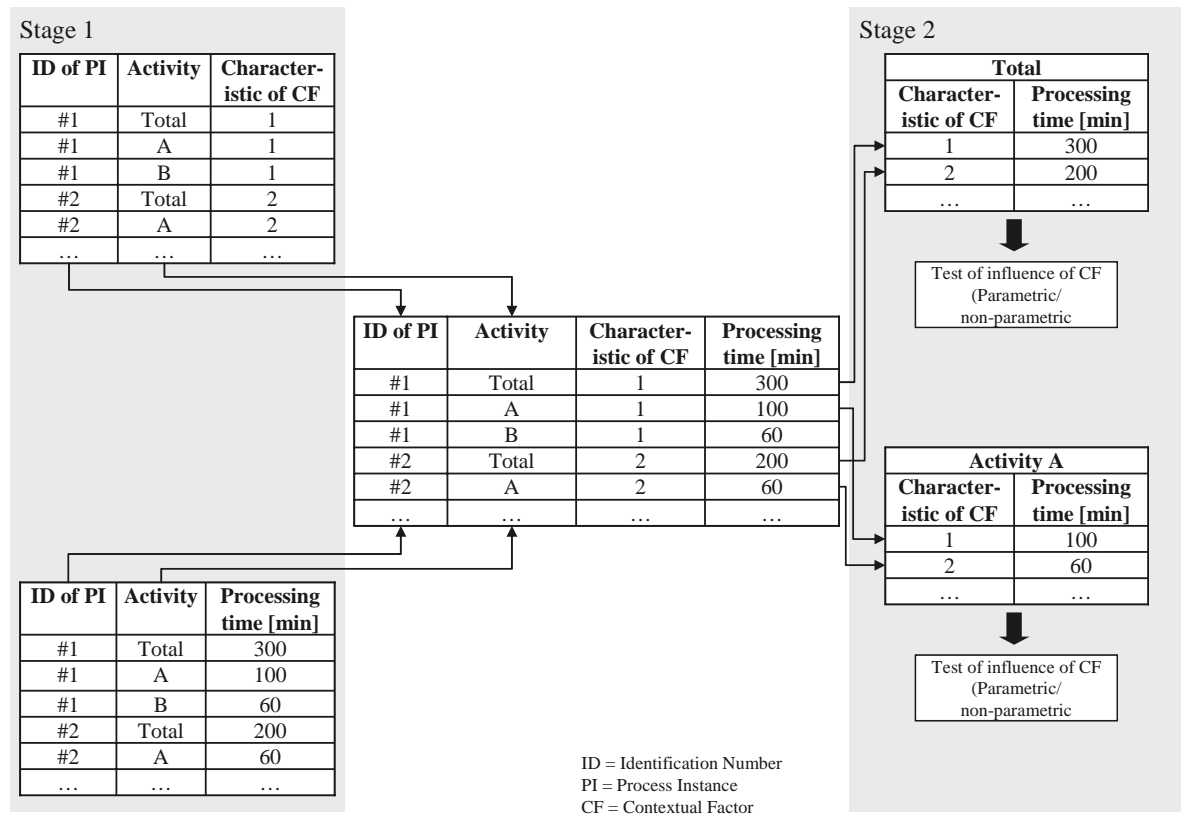 Stage 1
ID of PI Activity Character-
istic of CF
#1 Total 1
#1 A 1
#1 B 1
#2 Total 2
#2 A 2
… … …
ID of PI Activity Character- Processing
istic of CF time [min]
#1 Total 1 300
#1 A 1 100
#1 B 1 60
#2 Total 2 200
#2 A 2 60
… … … …
ID of PI Activity Processing
time [min]
#1 Total 300
#1 A 100
#1 B 60
#2 Total 200
#2 A 60
… … …
Stage 2
Total
Character- Processing
istic of CF time [min]
1 300
2 200
… …
Test of influence of CF
(Parametric/
non-parametric
Activity A
Character- Processing
istic of CF time [min]
1 100
2 60
… …
Test of influence of CF
(Parametric/
non-parametric
ID = Identification Number
PI = Process Instance
CF = Contextual Factor